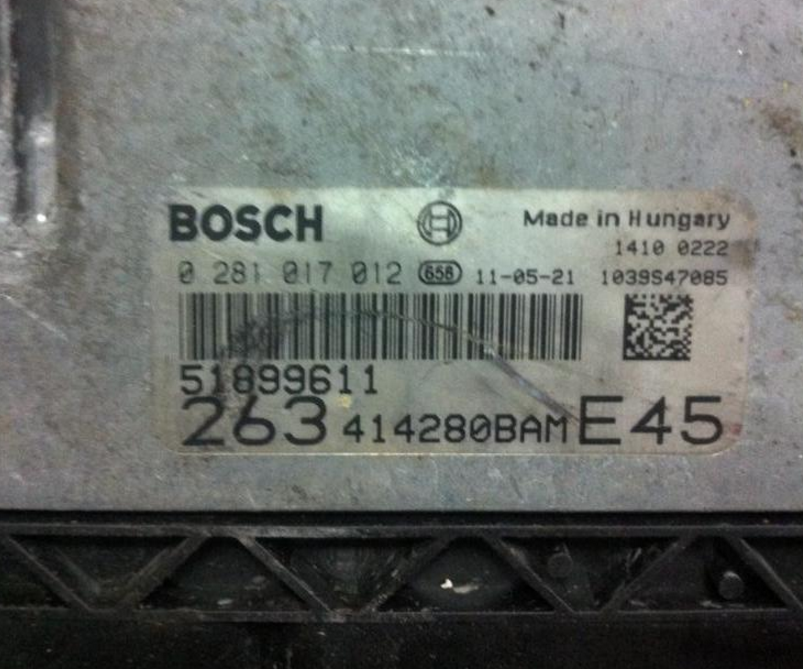 BOSCH Made in Hungary
1410 0222
0 281 017 012 658 11-05-21 1039S47085
51899611
263 414280BAM E45